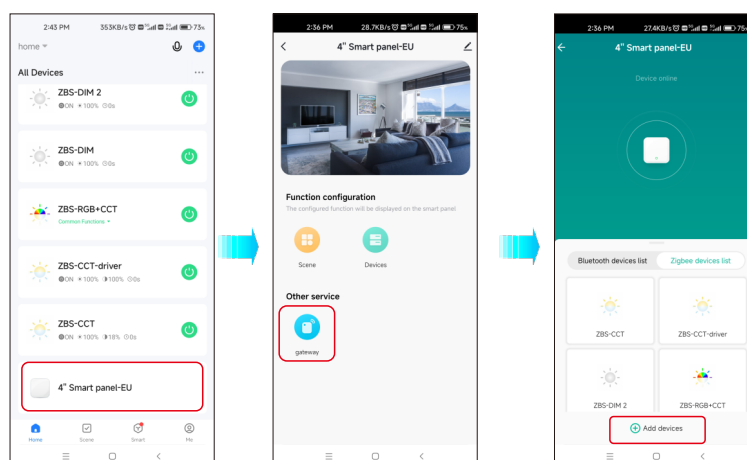 2:43 PM 353KB/s 73%
home
All Devices ...
ZBS-DIM 2
ON 100% 0s
ZBS-DIM
ON 100% 0s
ZBS-RGB+CCT
Common Functions
ZBS-CCT-driver
ON 100% 100% 0s
ZBS-CCT
ON 100% 18% 0s
4" Smart panel-EU
Home Scene Smart Me
2:36 PM 28.7KB/s 75%
4" Smart panel-EU
Function configuration
The configured function will be displayed on the smart panel
Scene Devices
Other service
gateway
2:36 PM 27.4KB/s 75%
4" Smart panel-EU
Device online
Bluetooth devices list Zigbee devices list
ZBS-CCT ZBS-CCT-driver
ZBS-DIM 2 ZBS-RGB+CCT
Add devices